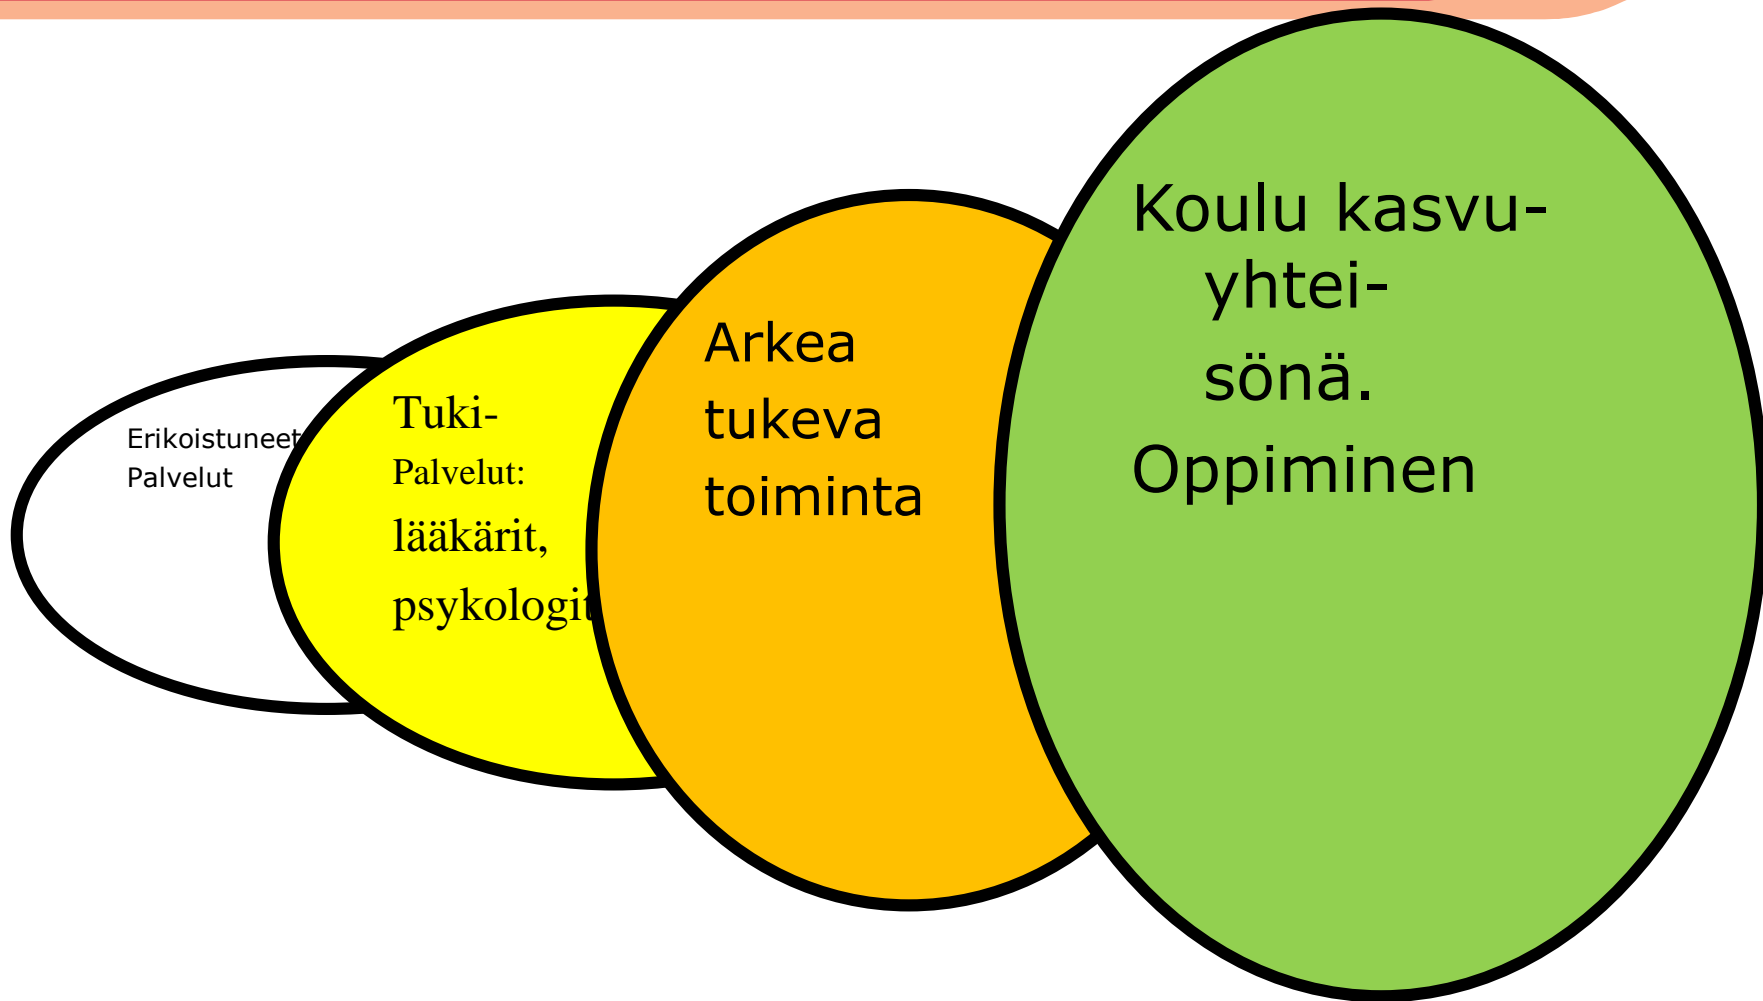 Erikoistuneet
Palvelut
Tuki-
Palvelut:
lääkärit,
psykologit
Arkea
tukeva
toiminta
Koulu kasvu-
yhtei-
sönä.
Oppiminen